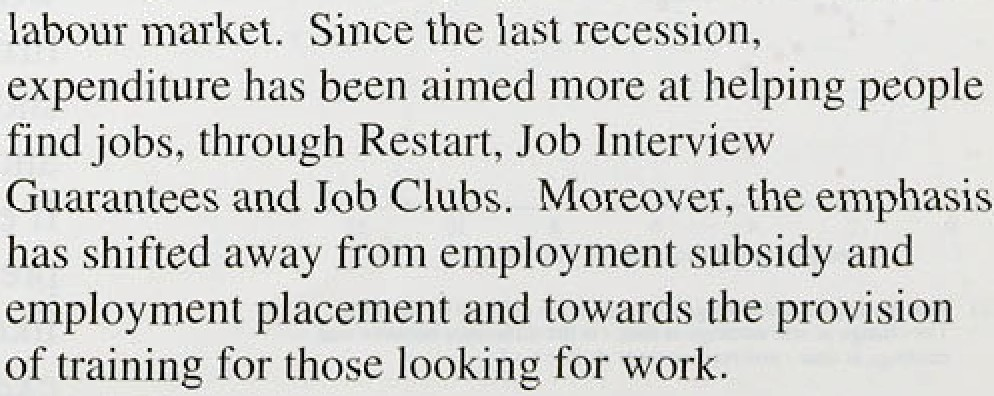 labour market. Since the last recession,
expenditure has been aimed more at helping people
find jobs, through Restart, Job Interview
Guarantees and Job Clubs. Moreover, the emphasis
has shifted away from employment subsidy and
employment placement and towards the provision
of training for those looking for work.